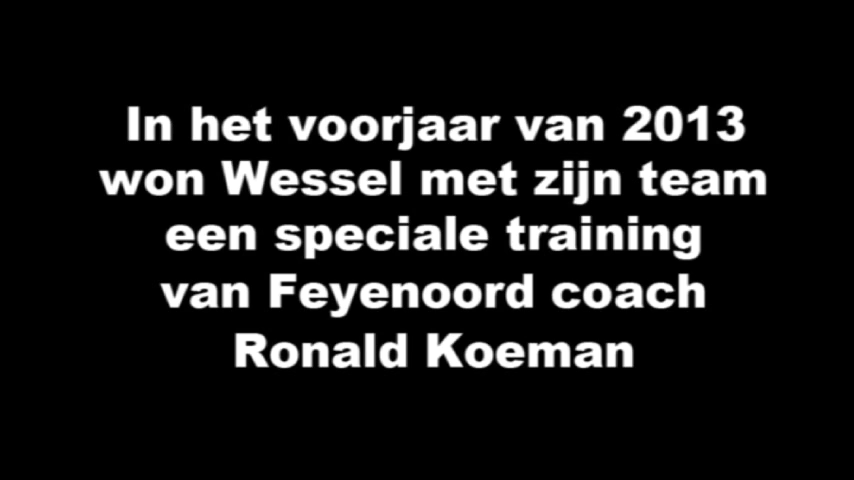 In het voorjaar van 2013
won Wessel met zijn team
een speciale training
van Feyenoord coach
Ronald Koeman